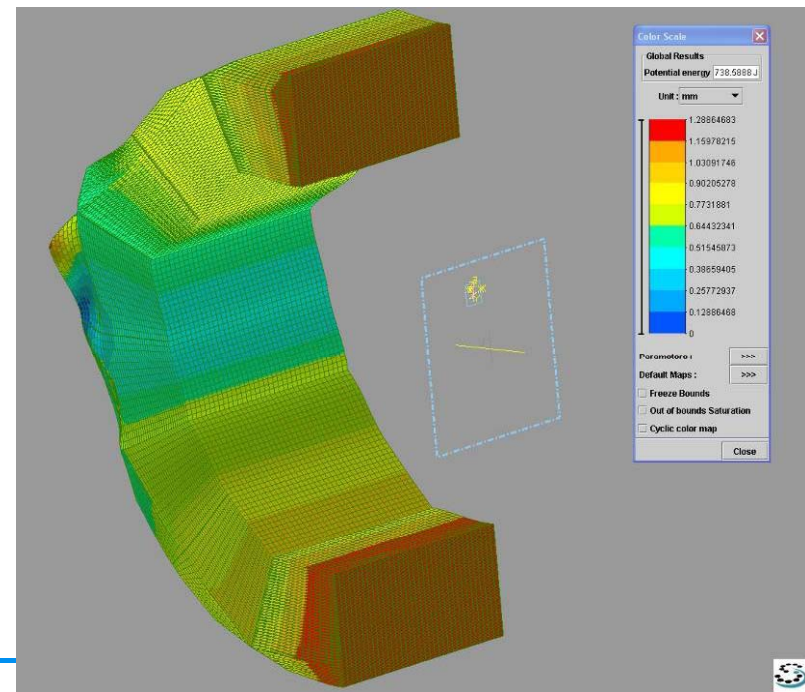 Color Scale
Global Results
Potential energy 738.5888 J
Unit : mm
1.28864683
1.15978215
1.03091746
0.90205278
0.7731881
0.64432341
0.51545873
0.38659405
0.25772937
0.12886468
0
Parameters : >>>
Default Maps : >>>
Freeze Bounds
Out of bounds Saturation
Cyclic color map
Close